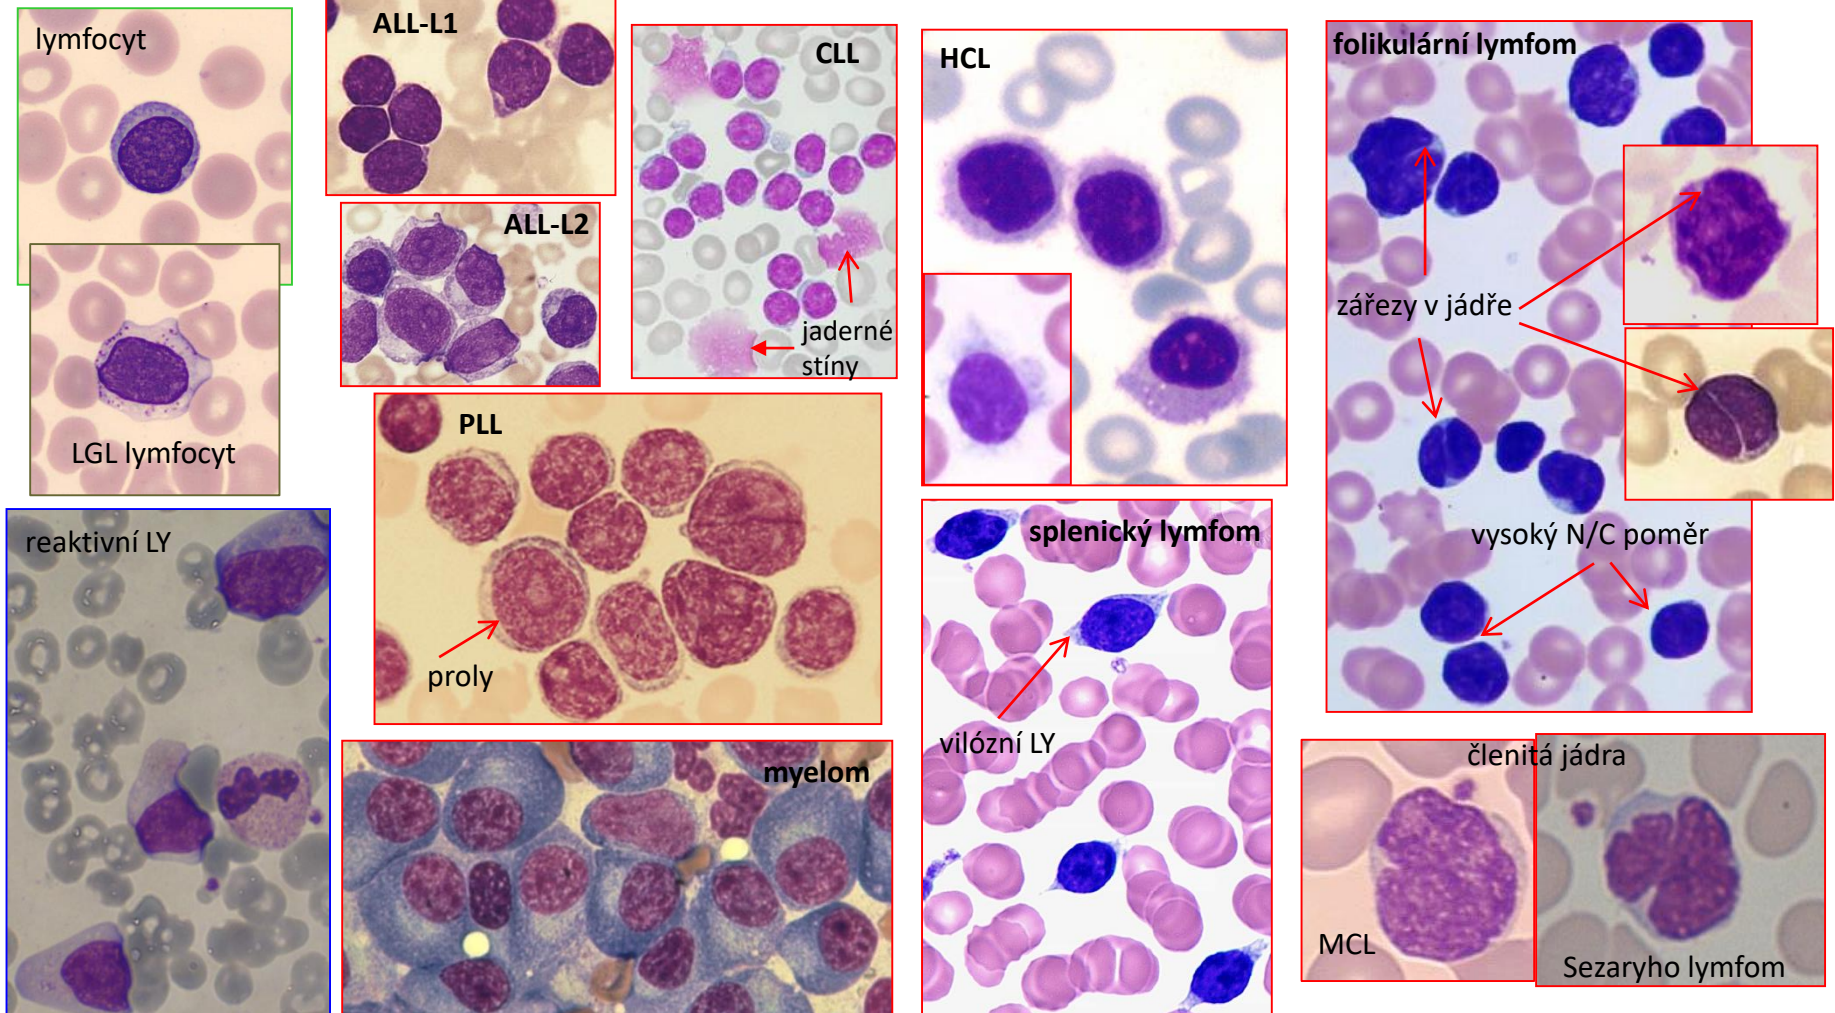 lymfocyt
LGL lymfocyt
reaktivní LY
ALL-L1
ALL-L2
CLL
jaderné
stíny
PLL
proly
myelom
HCL
splenický lymfom
vilózní LY
folikulární lymfom
zářezy v jádře
vysoký N/C poměr
členitá jádra
MCL
Sezaryho lymfom